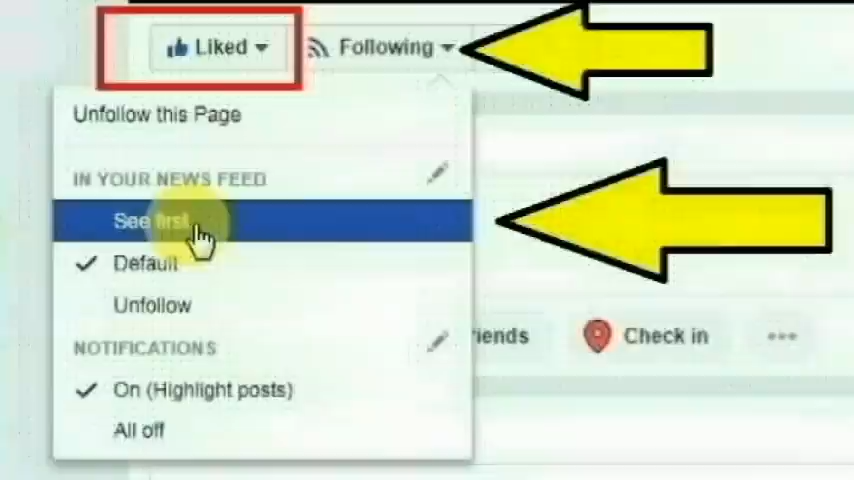 Liked Following
Unfollow this Page
IN YOUR NEWS FEED
See first
Default
Unfollow
NOTIFICATIONS
riends Check in
On (Highlight posts)
All off